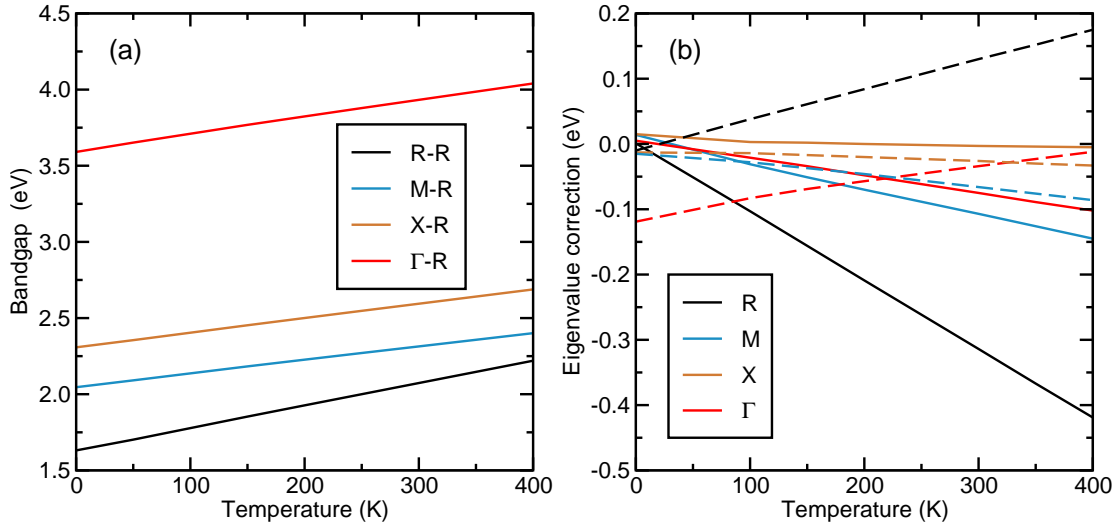 (a)
4.5
4.0
3.5
3.0
2.5
2.0
1.5
Bandgap (eV)
R-R
M-R
X-R
Γ-R
0
100
200
300
400
Temperature (K)
(b)
0.2
0.1
0.0
-0.1
-0.2
-0.3
-0.4
-0.5
Eigenvalue correction (eV)
R
M
X
Γ
0
100
200
300
400
Temperature (K)